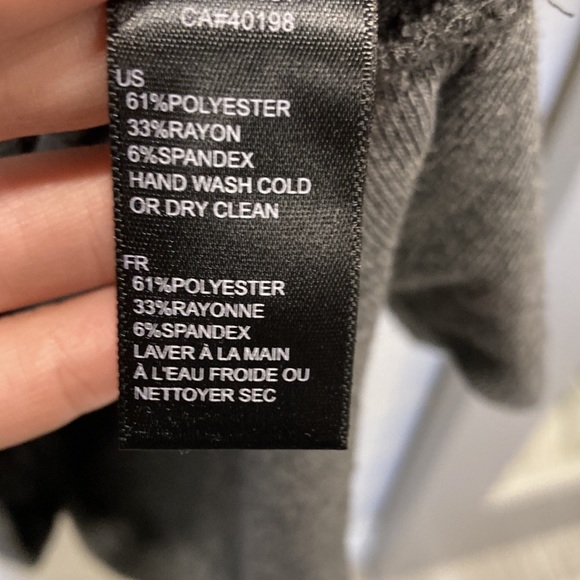 CA#40198
US
61%POLYESTER
33%RAYON
6%SPANDEX
HAND WASH COLD
OR DRY CLEAN
FR
61%POLYESTER
33%RAYONNE
6%SPANDEX
LAVER À LA MAIN
À L'EAU FROIDE OU
NETTOYER SEC